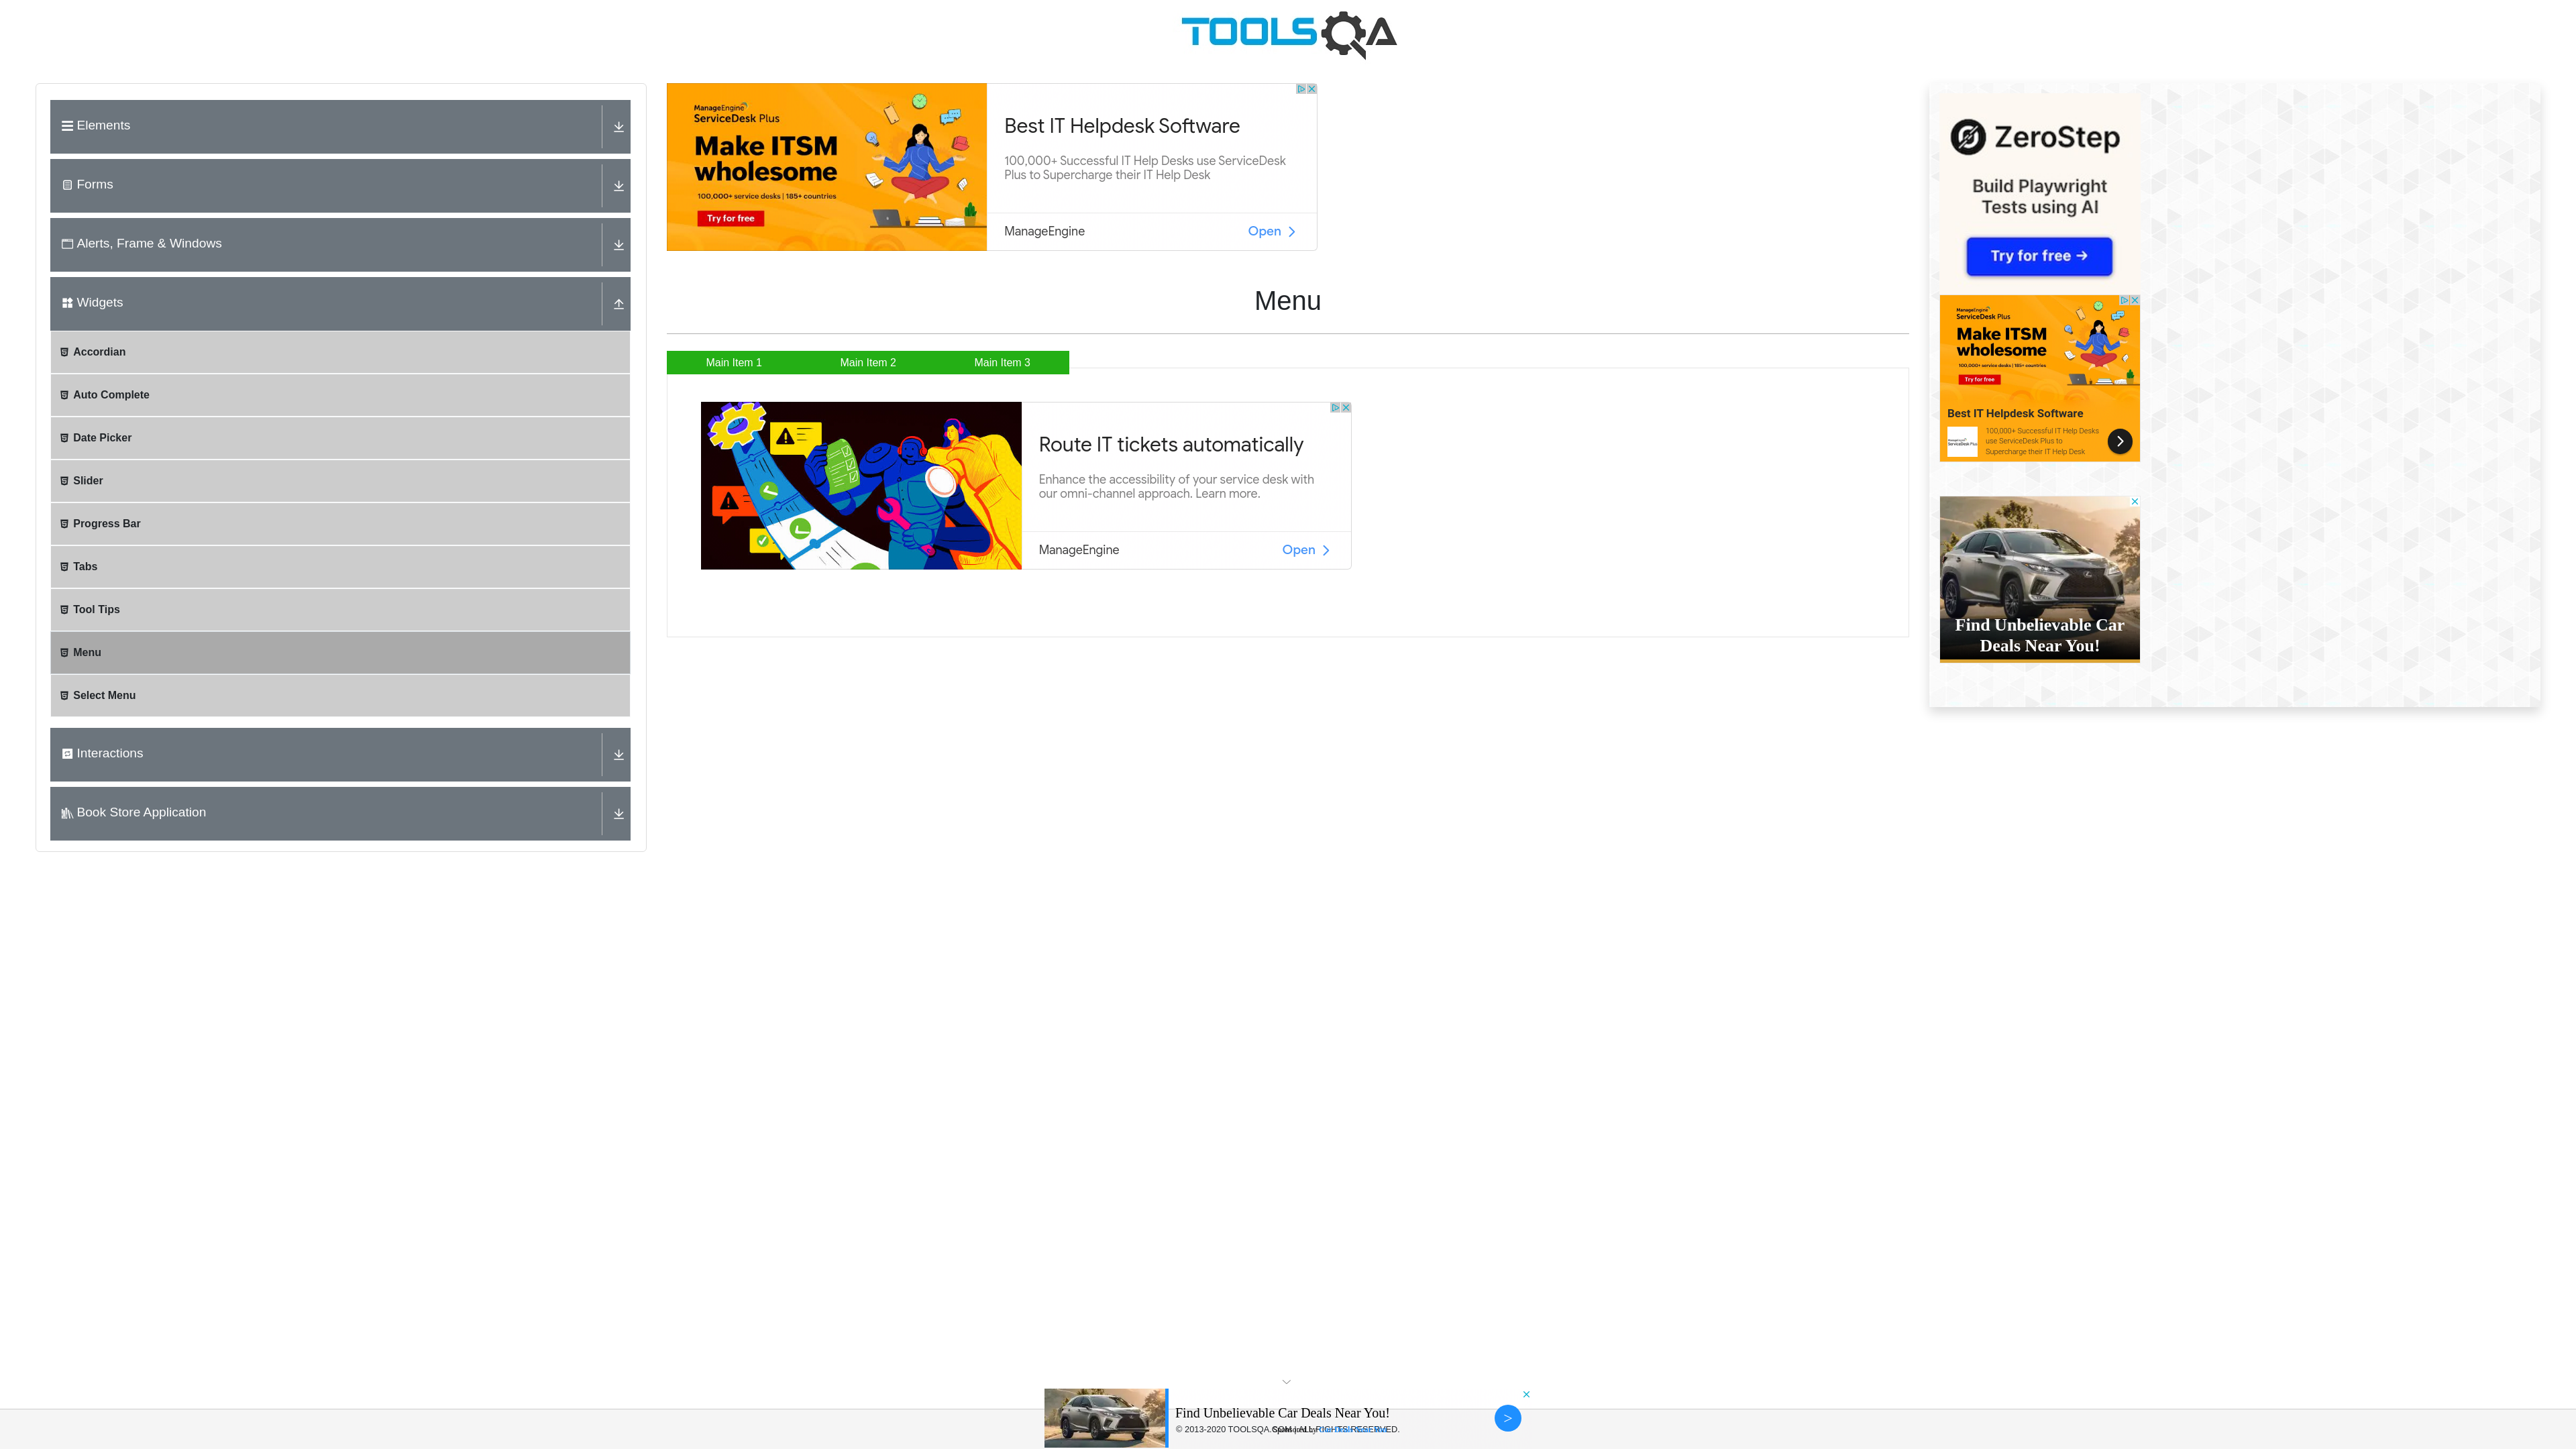 TOOLSQA
Elements
Forms
Alerts, Frame & Windows
Widgets
Accordian
Auto Complete
Date Picker
Slider
Progress Bar
Tabs
Tool Tips
Menu
Select Menu
Interactions
Book Store Application
ManageEngine
ServiceDesk Plus
Make ITSM
wholesome
100,000+ service desks | 185+ countries
Try for free
Best IT Helpdesk Software
100,000+ Successful IT Help Desks use ServiceDesk
Plus to Supercharge their IT Help Desk
ManageEngine
Open
Menu
Main Item 1
Main Item 2
Main Item 3
Route IT tickets automatically
Enhance the accessibility of your service desk with
our omni-channel approach. Learn more.
ManageEngine
Open
ZeroStep
Build Playwright
Tests using AI
Try for free →
ManageEngine
ServiceDesk Plus
Make ITSM
wholesome
100,000+ service desks | 185+ countries
Try for free
Best IT Helpdesk Software
100,000+ Successful IT Help Desks
use ServiceDesk Plus to
Supercharge their IT Help Desk
Find Unbelievable Car
Deals Near You!
Find Unbelievable Car Deals Near You!
© 2013-2020 TOOLSQA.COM | ALL RIGHTS RESERVED.